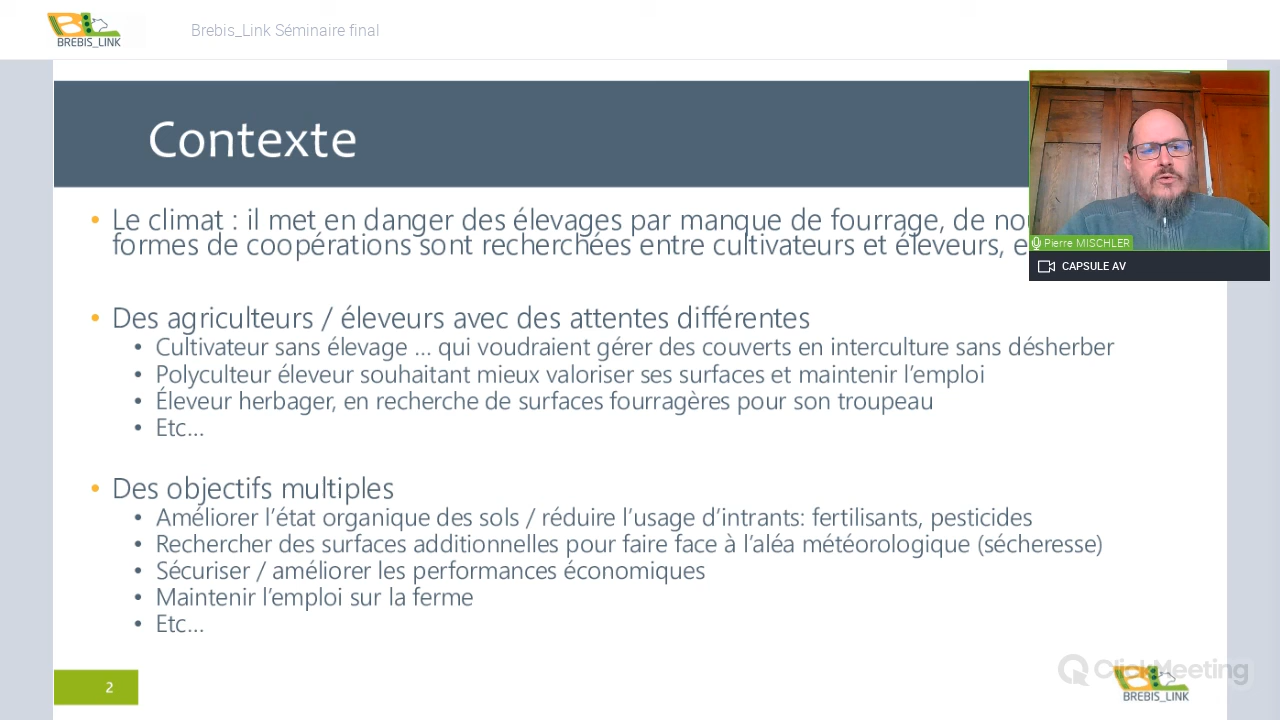 BREBIS_LINK
Brebis_Link Séminaire final
Contexte
• Le climat : il met en danger des élevages par manque de fourrage, de
formes de coopérations sont recherchées entre cultivateurs et éleveurs,
Pierre MISCHLER
CAPSULE AV
• Des agriculteurs / éleveurs avec des attentes différentes
• Cultivateur sans élevage ... qui voudraient gérer des couverts en interculture sans désherber
• Polyculteur éleveur souhaitant mieux valoriser ses surfaces et maintenir l'emploi
• Éleveur herbager, en recherche de surfaces fourragères pour son troupeau
• Etc...
• Des objectifs multiples
• Améliorer l'état organique des sols / réduire l'usage d'intrants: fertilisants, pesticides
• Rechercher des surfaces additionnelles pour faire face à l'aléa météorologique (sécheresse)
• Sécuriser / améliorer les performances économiques
• Maintenir l'emploi sur la ferme
• Etc...
2
ClickMeeting
BREBIS_LINK